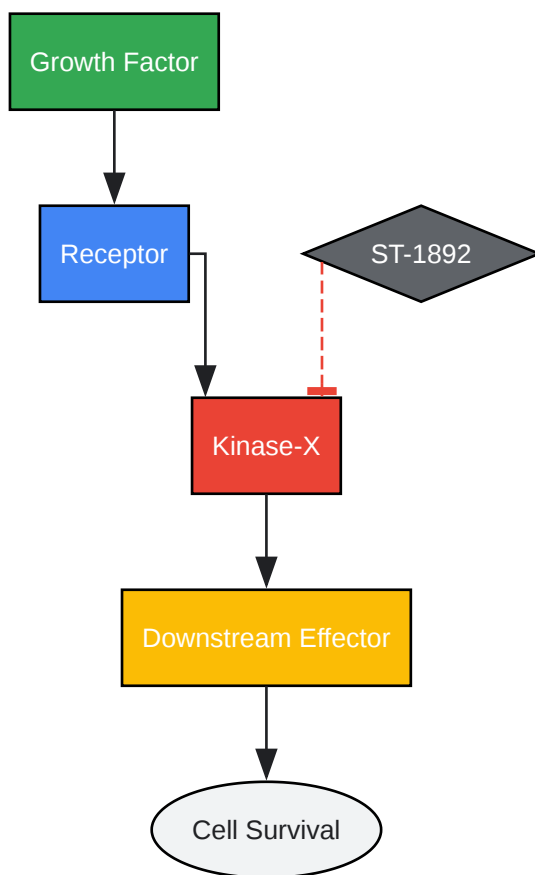 Growth Factor
Receptor
ST-1892
Kinase-X
Downstream Effector
Cell Survival